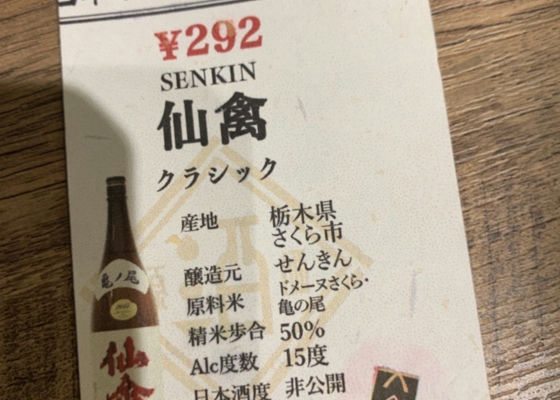 ¥292
SENKIN
仙禽
クラシック
産地 栃木県
さくら市
醸造元 せんきん
原料米 ドメーヌさくら・
亀の尾
精米歩合 50%
Alc度数 15度
日本酒度 非公開
亀ノ尾
仙禽